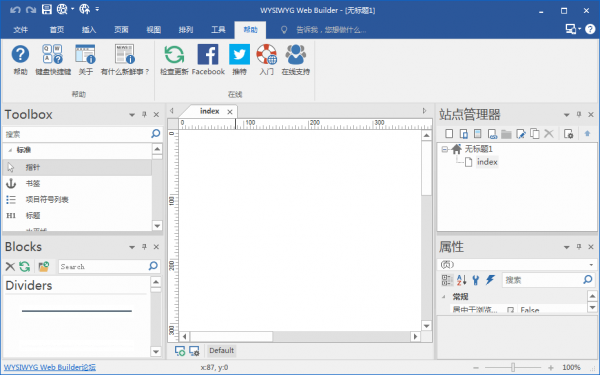 WYSIWYG Web Builder - [无标题1]
文件 首页 插入 页面 视图 排列 工具 帮助 告诉我，您想做什么...
帮助 键盘快捷键 关于 有什么新鲜事？ 检查更新 Facebook 推特 入门 在线支持
帮助 在线
Toolbox
搜索
标准
指针
书签
项目符号列表
H1 标题
水平线
Blocks
Search
Dividers
index
0 100 200 300
0
100
200
300
Default
站点管理器
无标题1
index
属性
(页)
搜索
常规
居中于浏览... False
WYSIWYG Web Builder论坛 x:87, y:0 100%